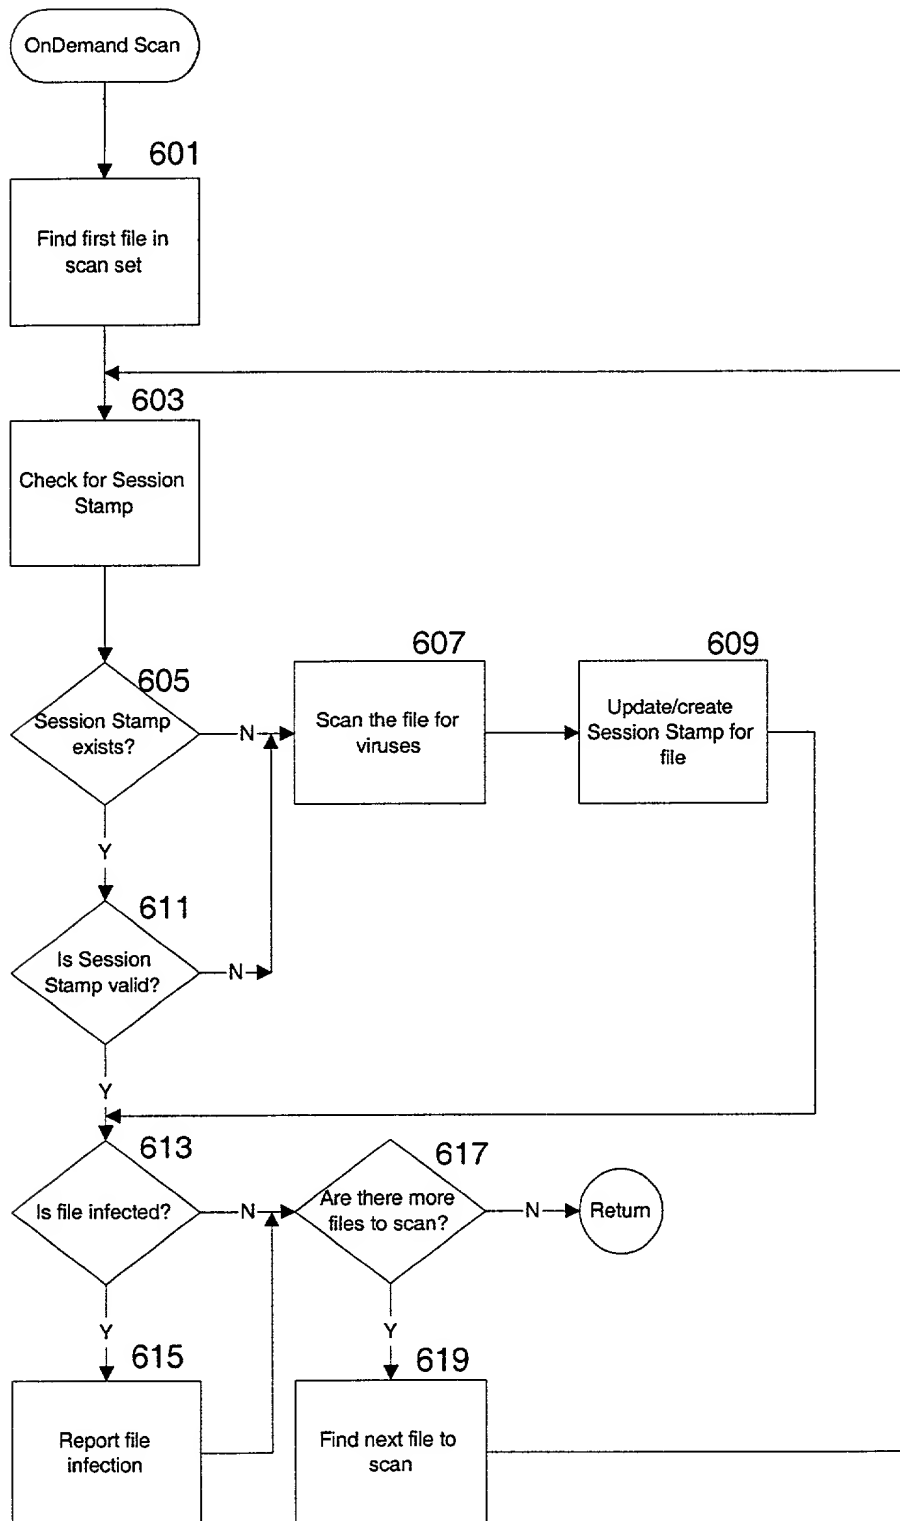 OnDemand Scan
601
Find first file in
scan set
603
Check for Session
Stamp
605
Session Stamp
exists?
N
607
Scan the file for
viruses
609
Update/create
Session Stamp for
file
Y
611
Is Session
Stamp valid?
N
Y
613
Is file infected?
N
617
Are there more
files to scan?
N
Return
Y
615
Report file
infection
Y
619
Find next file to
scan